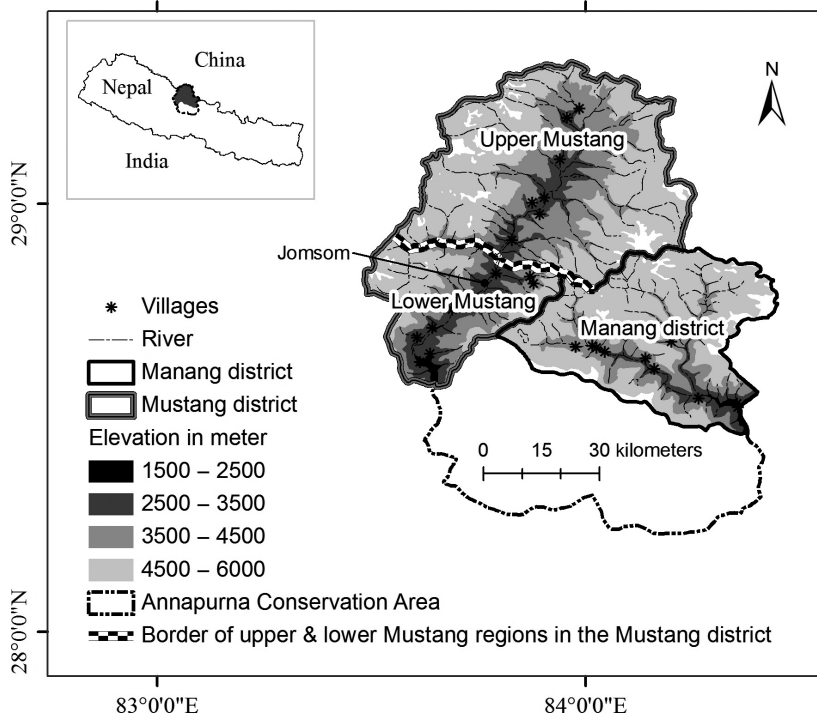 China
Nepal
India
N
Upper Mustang
29°0'0"N
Jomsom
Lower Mustang
Manang district
Villages
River
Manang district
Mustang district
Elevation in meter
1500 – 2500
2500 – 3500
3500 – 4500
4500 – 6000
0 15 30 kilometers
Annapurna Conservation Area
Border of upper & lower Mustang regions in the Mustang district
28°0'0"N
83°0'0"E
84°0'0"E